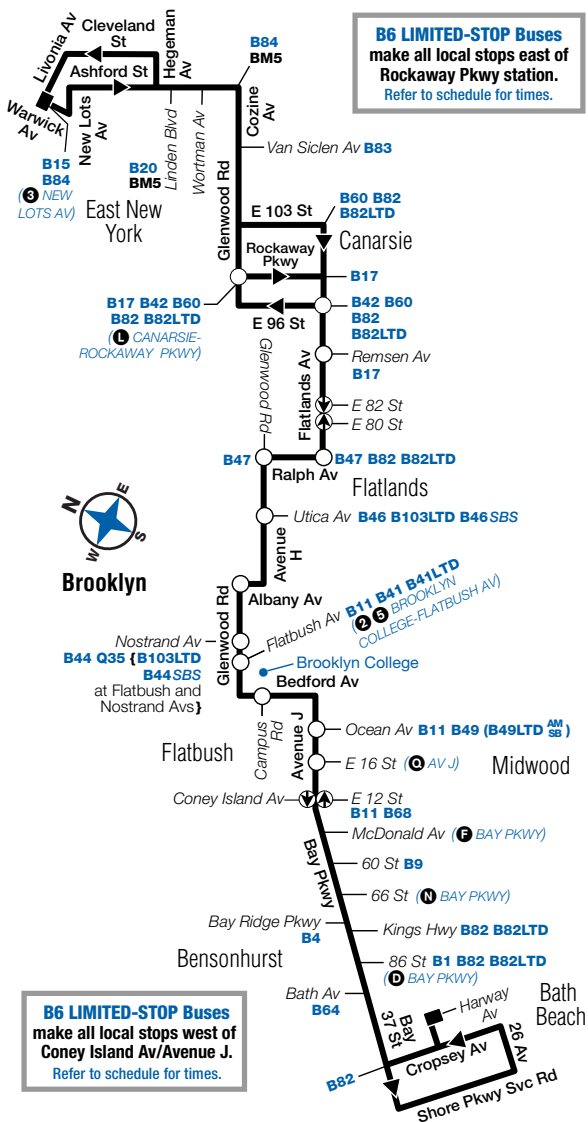 B6 LIMITED-STOP Buses
make all local stops east of
Rockaway Pkwy station.
Refer to schedule for times.
Cleveland
St
Livonia Av
Ashford St
Hegeman
Av
B84
BM5
Warwick
Av
New Lots
Av
Linden Blvd
Wortman Av
Cozine
Av
Van Siclen Av B83
B15
B84
(3 NEW
LOTS AV)
B20
BM5
East New
York
Glenwood Rd
E 103 St
B60 B82
B82LTD
Canarsie
Rockaway
Pkwy
B17
B17 B42 B60
B82 B82LTD
(L CANARSIE-
ROCKAWAY PKWY)
E 96 St
B42 B60
B82
B82LTD
Glenwood Rd
Flatlands Av
Remsen Av
B17
E 82 St
E 80 St
B47
Ralph Av
B47 B82 B82LTD
Flatlands
Utica Av B46 B103LTD B46SBS
Avenue
H
N
E
W
S
Brooklyn
Albany Av
Glenwood Rd
Flatbush Av B11 B41 B41LTD
(2 5 BROOKLYN
COLLEGE-FLATBUSH AV)
Nostrand Av
B44 Q35 {B103LTD
B44SBS
at Flatbush and
Nostrand Avs}
Brooklyn College
Bedford Av
Campus
Rd
Flatbush
Avenue J
Ocean Av B11 B49 (B49LTD AM SB)
E 16 St (Q AV J)
Midwood
Coney Island Av
E 12 St
B11 B68
McDonald Av (F BAY PKWY)
Bay Pkwy
60 St B9
66 St (N BAY PKWY)
Bay Ridge Pkwy
B4
Kings Hwy B82 B82LTD
Bensonhurst
86 St B1 B82 B82LTD
(D BAY PKWY)
Bath Av
B64
Bay
37 St
Harway
Av
Bath
Beach
26 Av
Cropsey Av
B82
Shore Pkwy Svc Rd
B6 LIMITED-STOP Buses
make all local stops west of
Coney Island Av/Avenue J.
Refer to schedule for times.